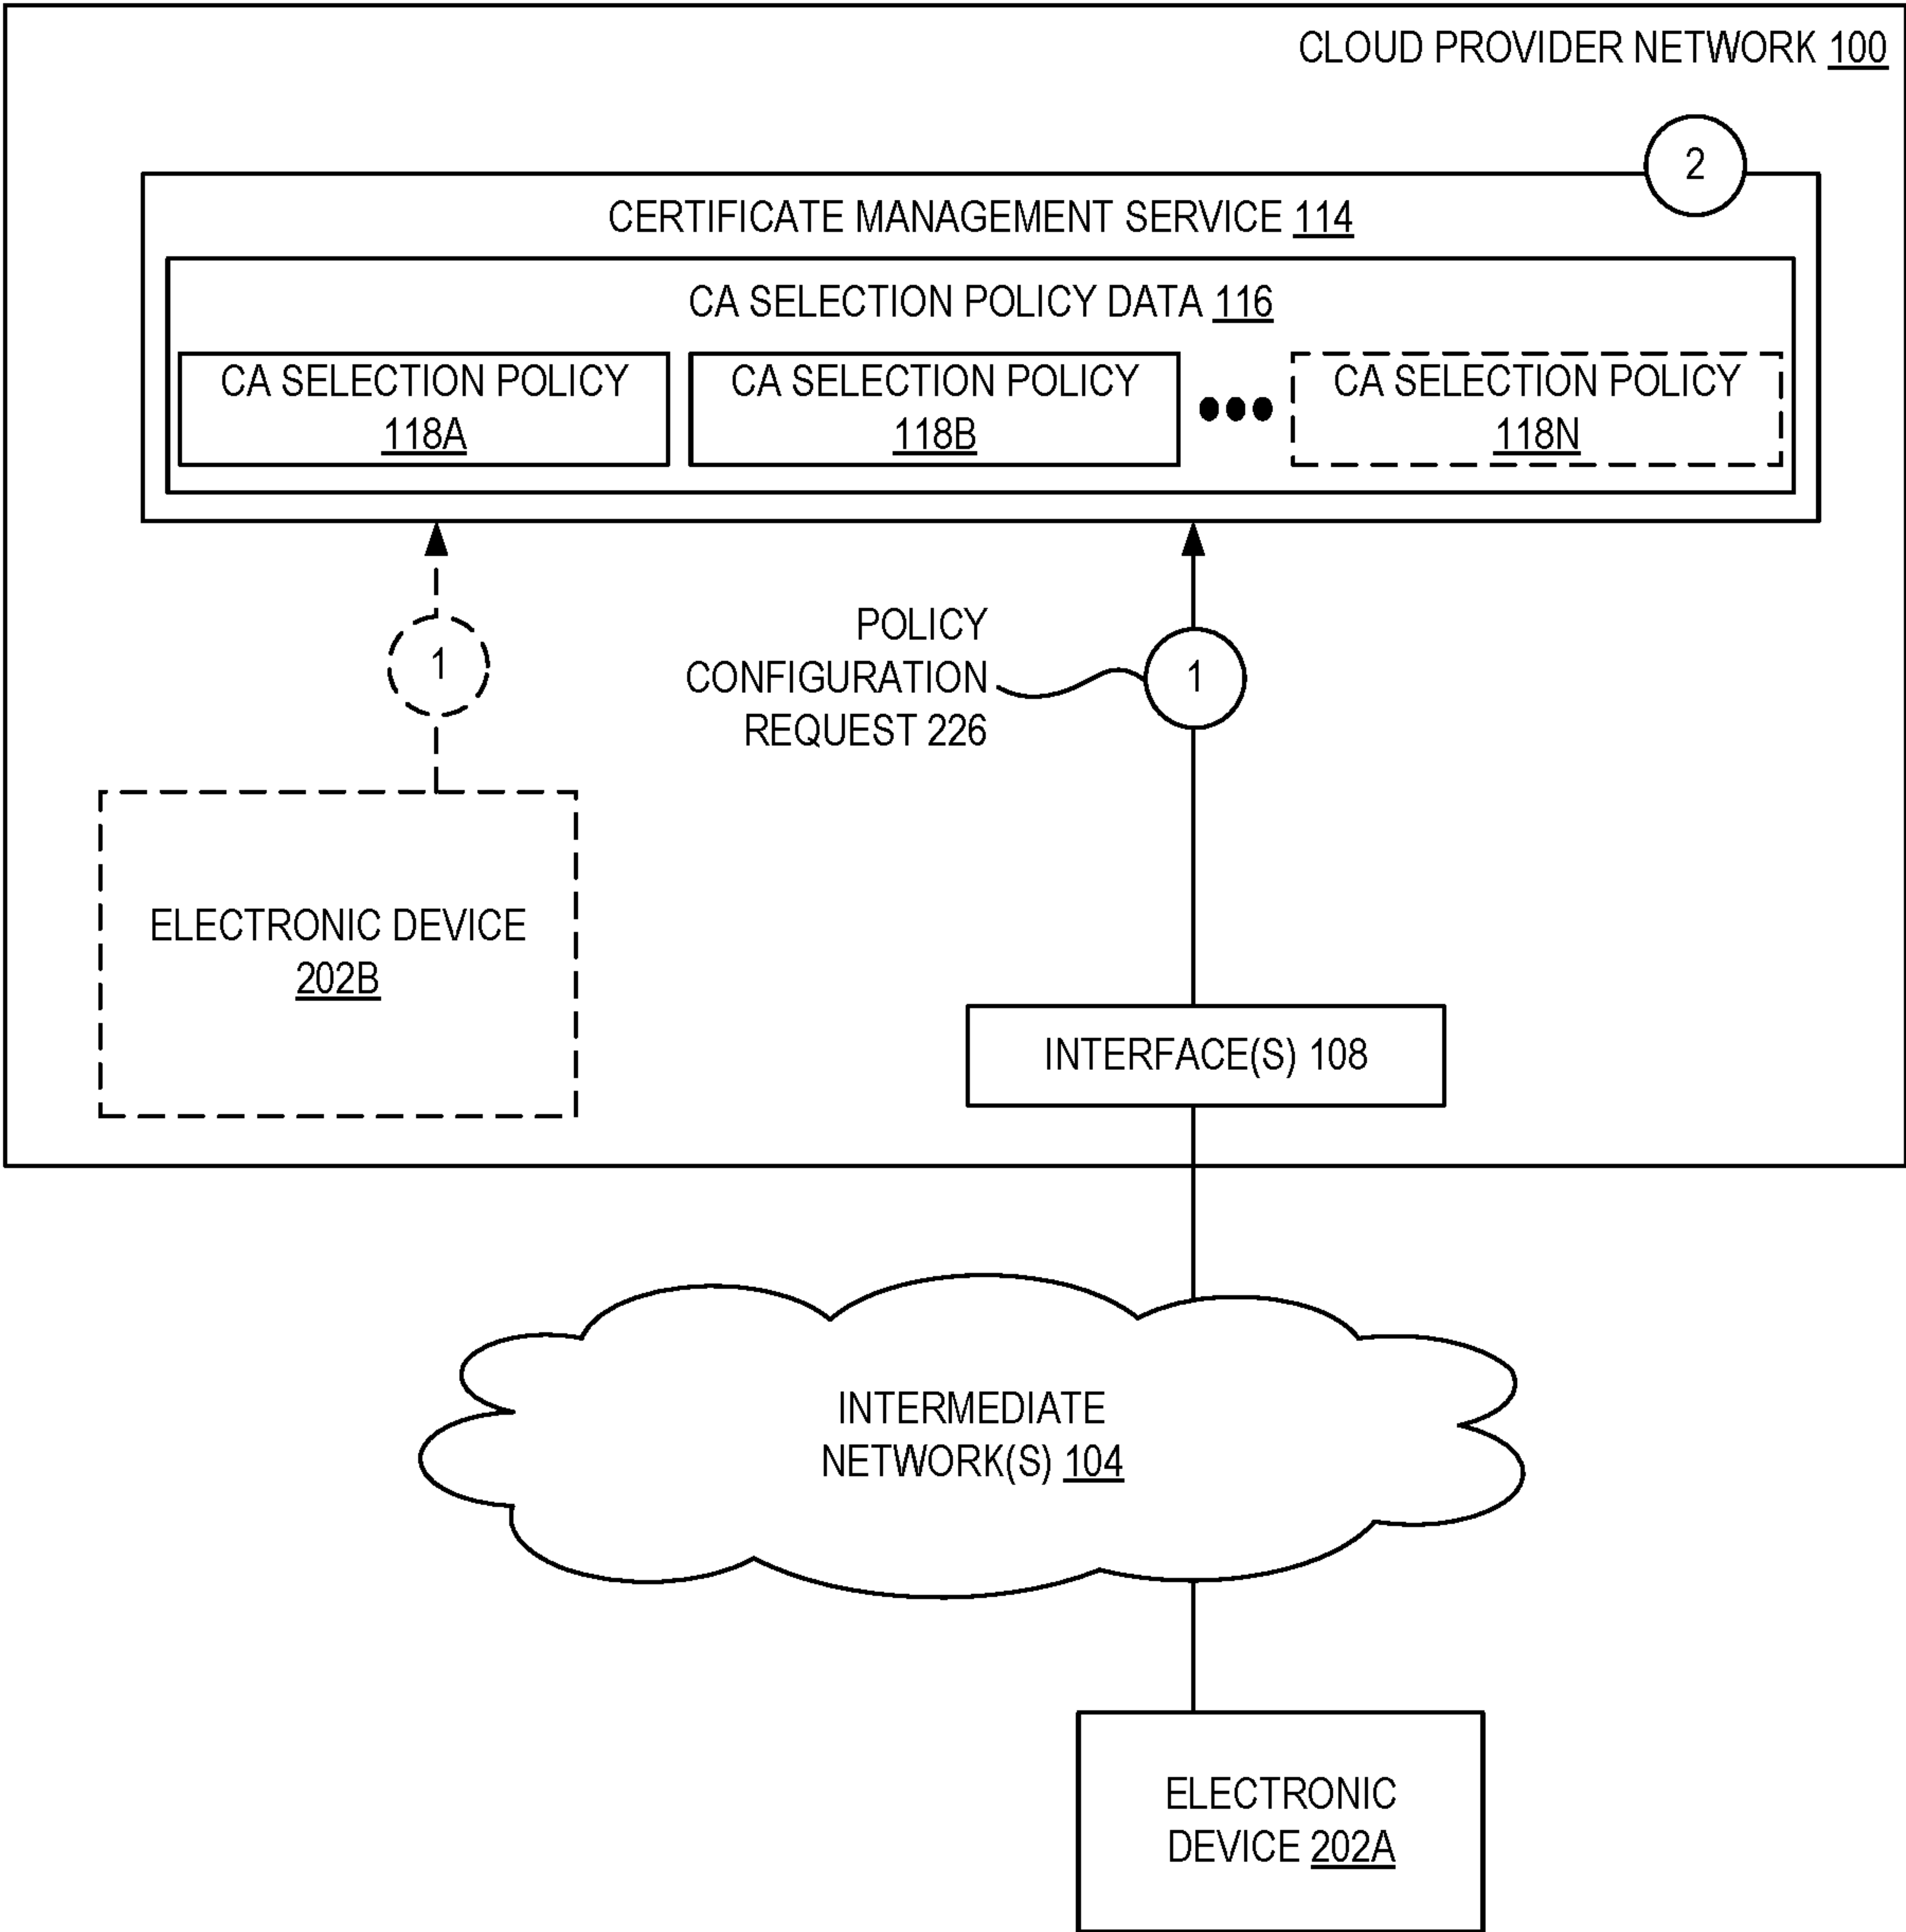 CLOUD PROVIDER NETWORK 100
2
CERTIFICATE MANAGEMENT SERVICE 114
CA SELECTION POLICY DATA 116
CA SELECTION POLICY
118A
CA SELECTION POLICY
118B
CA SELECTION POLICY
118N
1
POLICY
CONFIGURATION
REQUEST 226
1
ELECTRONIC DEVICE
202B
INTERFACE(S) 108
INTERMEDIATE
NETWORK(S) 104
ELECTRONIC
DEVICE 202A